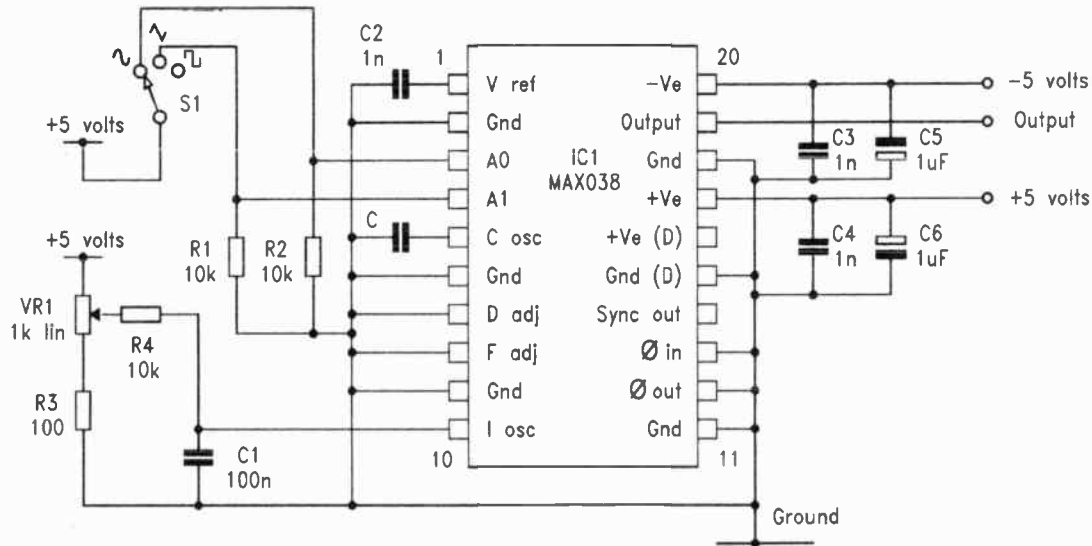 C2
1n
1
20
S1
+5 volts
V ref
Gnd
A0
A1
C osc
Gnd
D adj
F adj
Gnd
I osc
IC1
MAX038
-Ve
Output
Gnd
+Ve
+Ve (D)
Gnd (D)
Sync out
Ø in
Ø out
Gnd
-5 volts
Output
C3
1n
C5
1uF
+5 volts
C4
1n
C6
1uF
C
R1
10k
R2
10k
+5 volts
VR1
1k lin
R4
10k
R3
100
C1
100n
10
11
Ground